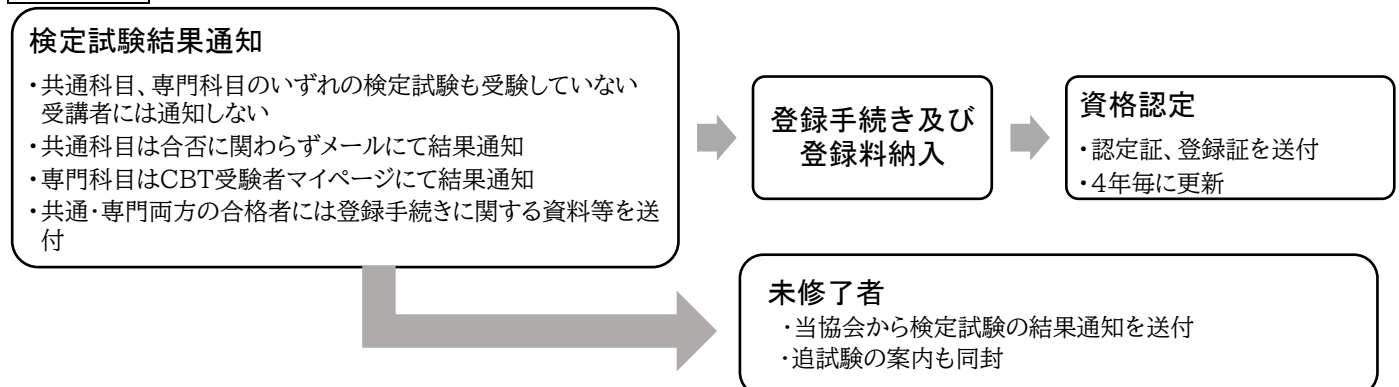 検定試験結果通知
・共通科目、専門科目のいずれの検定試験も受験していない
受講者には通知しない
・共通科目は合否に関わらずメールにて結果通知
・専門科目はCBT受験者マイページにて結果通知
・共通・専門両方の合格者には登録手続きに関する資料等を送
付
登録手続き及び
登録料納入
資格認定
・認定証、登録証を送付
・4年毎に更新
未修了者
・当協会から検定試験の結果通知を送付
・追試験の案内も同封